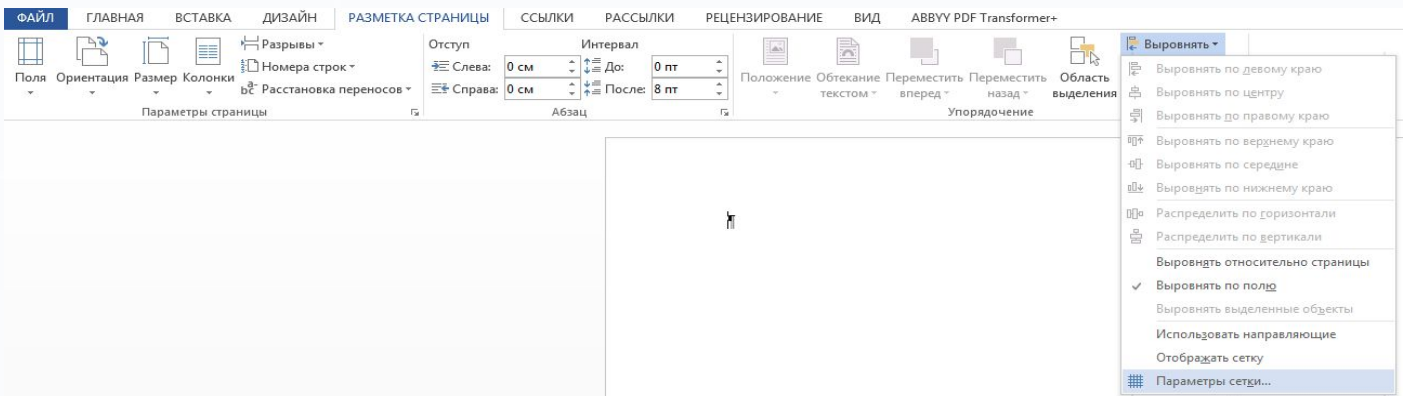 ФАЙЛ ГЛАВНАЯ ВСТАВКА ДИЗАЙН РАЗМЕТКА СТРАНИЦЫ ССЫЛКИ РАССЫЛКИ РЕЦЕНЗИРОВАНИЕ ВИД ABBYY PDF Transformer+
Поля Ориентация Размер Колонки
Разрывы
Номера строк
Расстановка переносов
Параметры страницы
Отступ Интервал
Слева: 0 см До: 0 пт
Справа: 0 см После: 8 пт
Абзац
Положение Обтекание текстом Переместить вперед Переместить назад Область выделения
Упорядочение
Выровнять
Выровнять по левому краю
Выровнять по центру
Выровнять по правому краю
Выровнять по верхнему краю
Выровнять по середине
Выровнять по нижнему краю
Распределить по горизонтали
Распределить по вертикали
Выровнять относительно страницы
Выровнять по полю
Выровнять выделенные объекты
Использовать направляющие
Отображать сетку
Параметры сетки...
¶